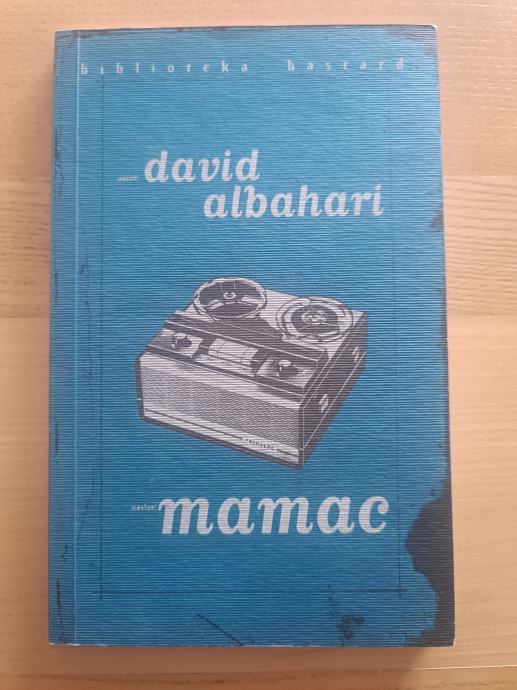 biblioteka bastard
autor: david
albahari
naslov: mamac